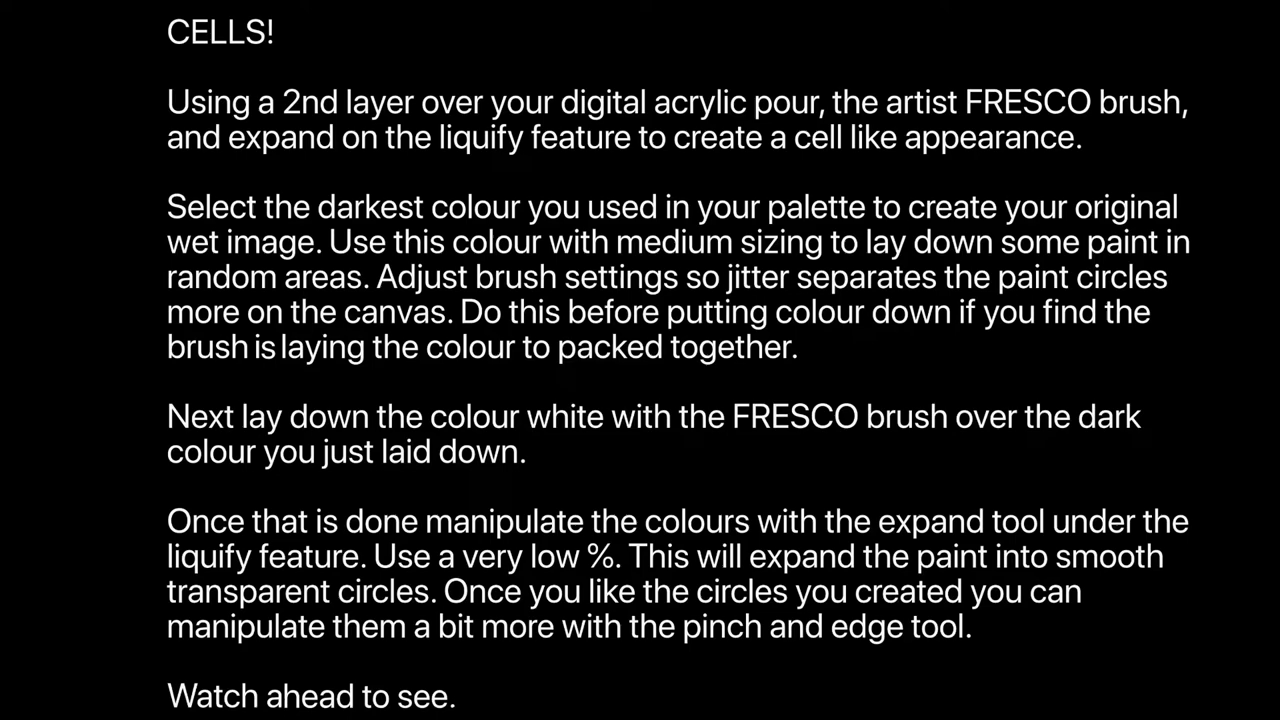 CELLS!
Using a 2nd layer over your digital acrylic pour, the artist FRESCO brush,
and expand on the liquify feature to create a cell like appearance.
Select the darkest colour you used in your palette to create your original
wet image. Use this colour with medium sizing to lay down some paint in
random areas. Adjust brush settings so jitter separates the paint circles
more on the canvas. Do this before putting colour down if you find the
brush is laying the colour to packed together.
Next lay down the colour white with the FRESCO brush over the dark
colour you just laid down.
Once that is done manipulate the colours with the expand tool under the
liquify feature. Use a very low %. This will expand the paint into smooth
transparent circles. Once you like the circles you created you can
manipulate them a bit more with the pinch and edge tool.
Watch ahead to see.